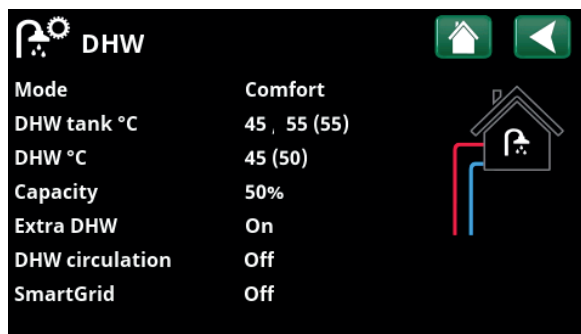 DHW
Mode Comfort
DHW tank °C 45 , 55 (55)
DHW °C 45 (50)
Capacity 50%
Extra DHW On
DHW circulation Off
SmartGrid Off